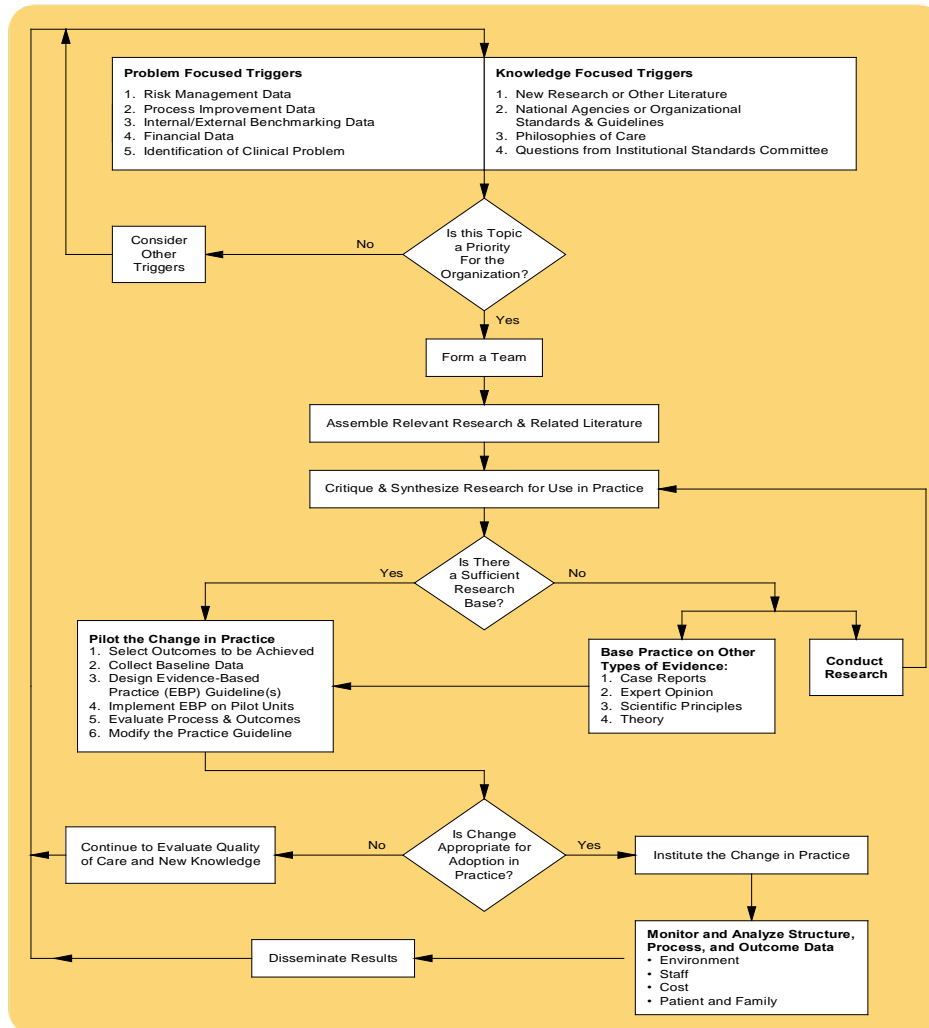 Problem Focused Triggers
1. Risk Management Data
2. Process Improvement Data
3. Internal/External Benchmarking Data
4. Financial Data
5. Identification of Clinical Problem
Knowledge Focused Triggers
1. New Research or Other Literature
2. National Agencies or Organizational
Standards & Guidelines
3. Philosophies of Care
4. Questions from Institutional Standards Committee
Is this Topic
a Priority
For the
Organization?
No
Consider
Other
Triggers
Yes
Form a Team
Assemble Relevant Research & Related Literature
Critique & Synthesize Research for Use in Practice
Is There
a Sufficient
Research
Base?
Yes
No
Pilot the Change in Practice
1. Select Outcomes to be Achieved
2. Collect Baseline Data
3. Design Evidence-Based
Practice (EBP) Guideline(s)
4. Implement EBP on Pilot Units
5. Evaluate Process & Outcomes
6. Modify the Practice Guideline
Base Practice on Other
Types of Evidence:
1. Case Reports
2. Expert Opinion
3. Scientific Principles
4. Theory
Conduct
Research
Is Change
Appropriate for
Adoption in
Practice?
No
Continue to Evaluate Quality
of Care and New Knowledge
Yes
Institute the Change in Practice
Monitor and Analyze Structure,
Process, and Outcome Data
• Environment
• Staff
• Cost
• Patient and Family
Disseminate Results